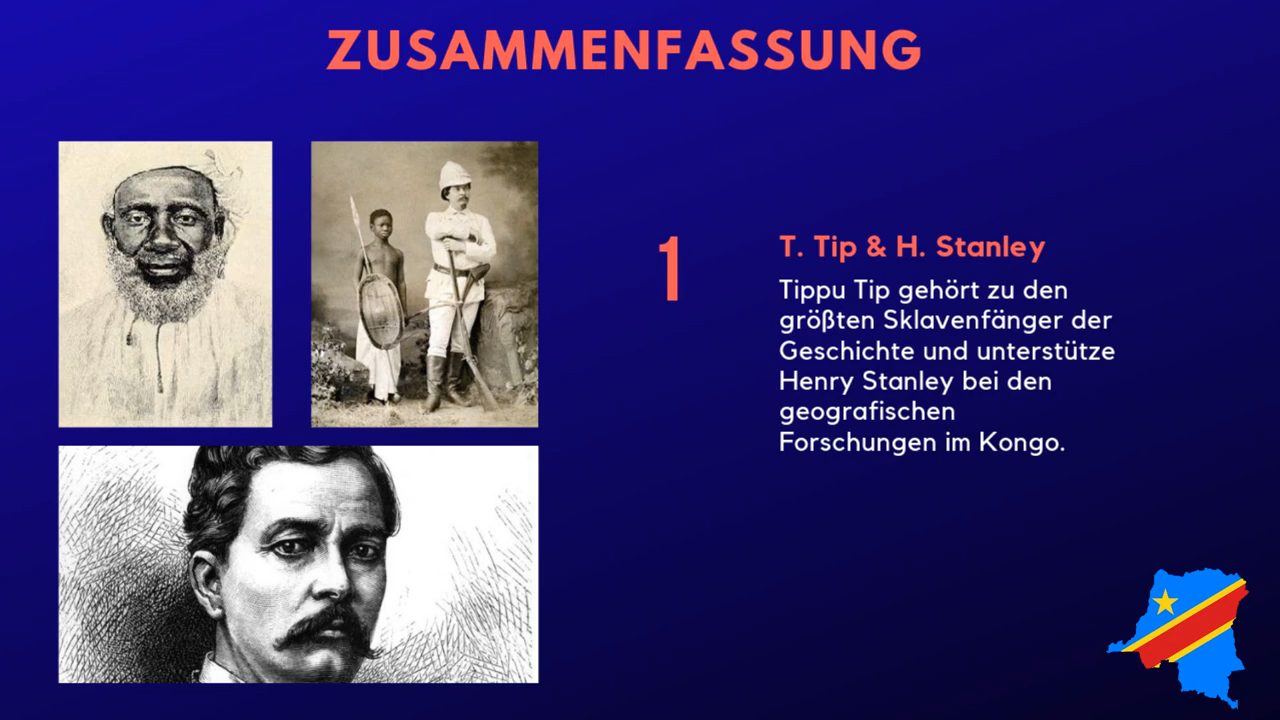 ZUSAMMENFASSUNG
1
T. Tip & H. Stanley
Tippu Tip gehört zu den
größten Sklavenfänger der
Geschichte und unterstütze
Henry Stanley bei den
geografischen
Forschungen im Kongo.